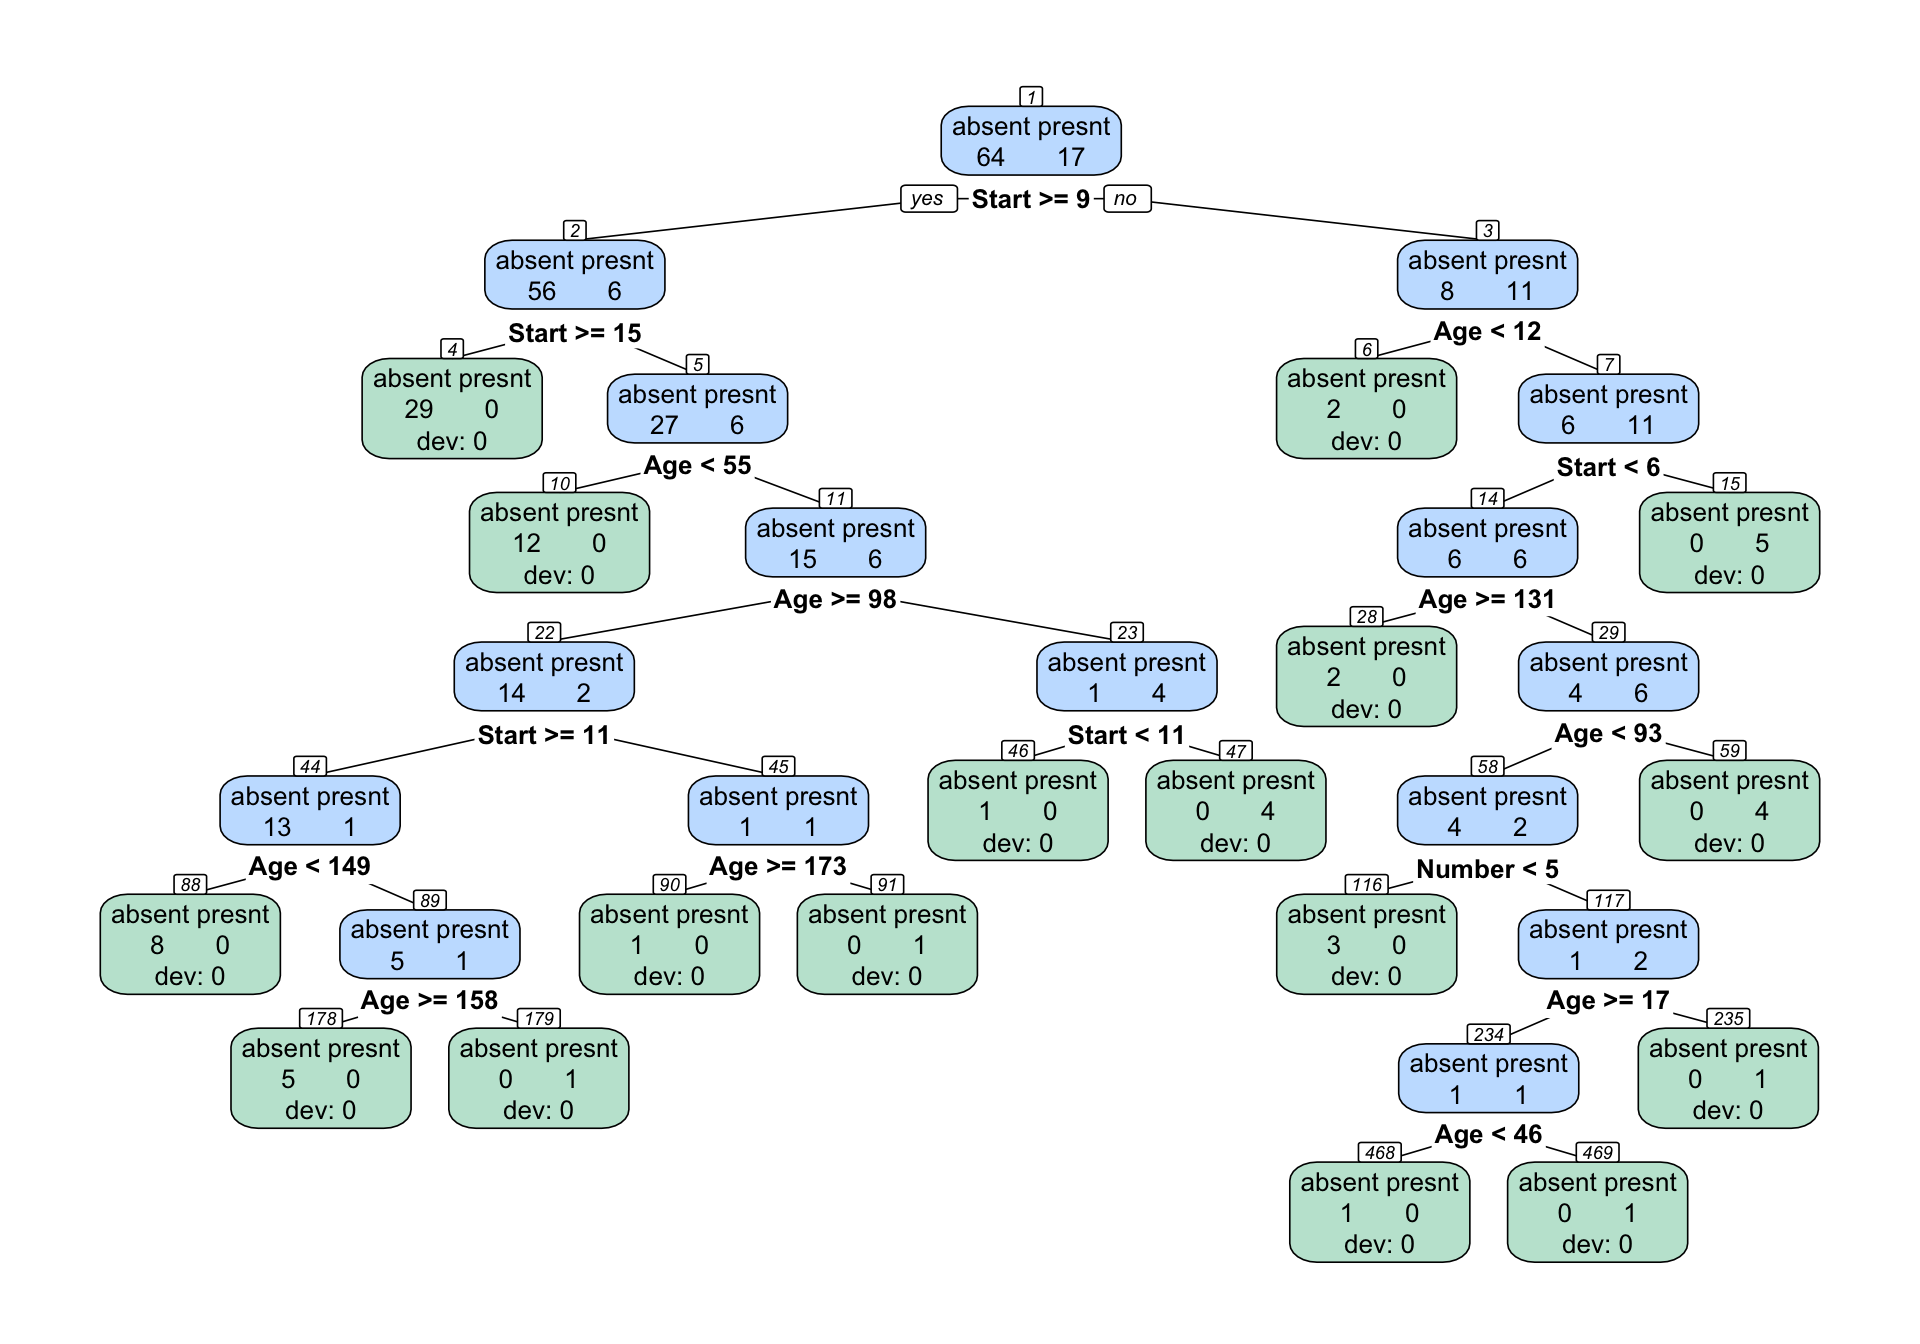 1
absent presnt
64 17
yes Start >= 9 no
2
absent presnt
56 6
3
absent presnt
8 11
Start >= 15
Age < 12
4
absent presnt
29 0
dev: 0
5
absent presnt
27 6
6
absent presnt
2 0
dev: 0
7
absent presnt
6 11
Age < 55
Start < 6
10
absent presnt
12 0
dev: 0
11
absent presnt
15 6
14
absent presnt
6 6
15
absent presnt
0 5
dev: 0
Age >= 98
Age >= 131
22
absent presnt
14 2
23
absent presnt
1 4
28
absent presnt
2 0
dev: 0
29
absent presnt
4 6
Start >= 11
Start < 11
Age < 93
44
absent presnt
13 1
45
absent presnt
1 1
46
absent presnt
1 0
dev: 0
47
absent presnt
0 4
dev: 0
58
absent presnt
4 2
59
absent presnt
0 4
dev: 0
Age < 149
Age >= 173
Number < 5
88
absent presnt
8 0
dev: 0
89
absent presnt
5 1
90
absent presnt
1 0
dev: 0
91
absent presnt
0 1
dev: 0
116
absent presnt
3 0
dev: 0
117
absent presnt
1 2
Age >= 158
Age >= 17
178
absent presnt
5 0
dev: 0
179
absent presnt
0 1
dev: 0
234
absent presnt
1 1
235
absent presnt
0 1
dev: 0
Age < 46
468
absent presnt
1 0
dev: 0
469
absent presnt
0 1
dev: 0